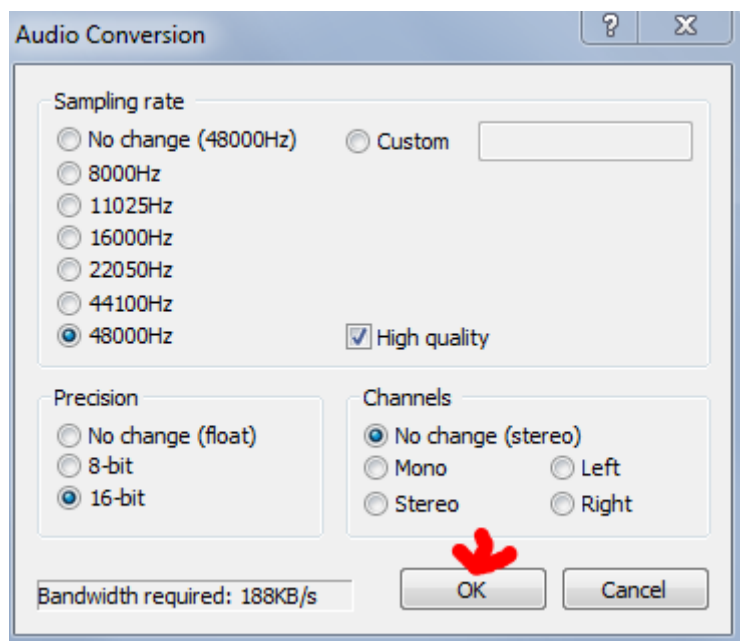 Audio Conversion
Sampling rate
No change (48000Hz)
Custom
8000Hz
11025Hz
16000Hz
22050Hz
44100Hz
48000Hz
High quality
Precision
No change (float)
8-bit
16-bit
Channels
No change (stereo)
Mono
Left
Stereo
Right
Bandwidth required: 188KB/s
OK
Cancel